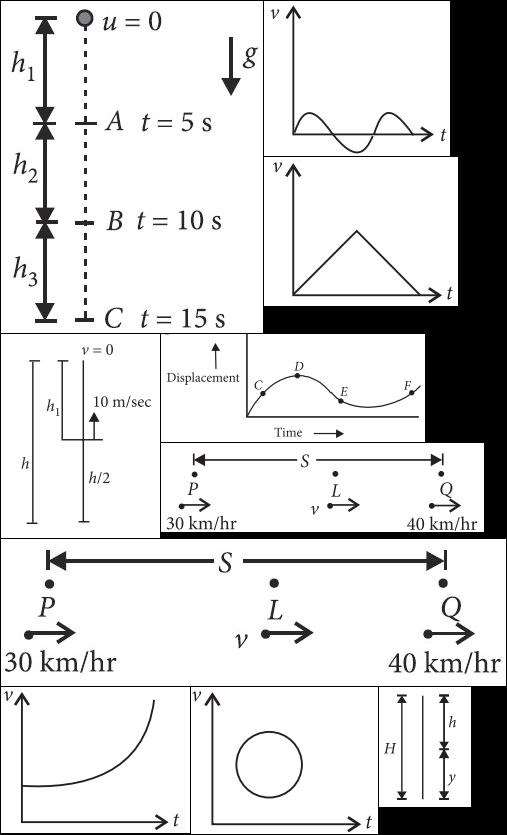 u = 0
h₁
g
A t = 5 s
h₂
B t = 10 s
h₃
C t = 15 s
v
t
v
t
v = 0
h₁
10 m/sec
h
h/2
Displacement
C
D
E
F
Time
S
P
L
Q
v
30 km/hr
40 km/hr
S
P
L
Q
v
30 km/hr
40 km/hr
v
t
v
t
H
h
y